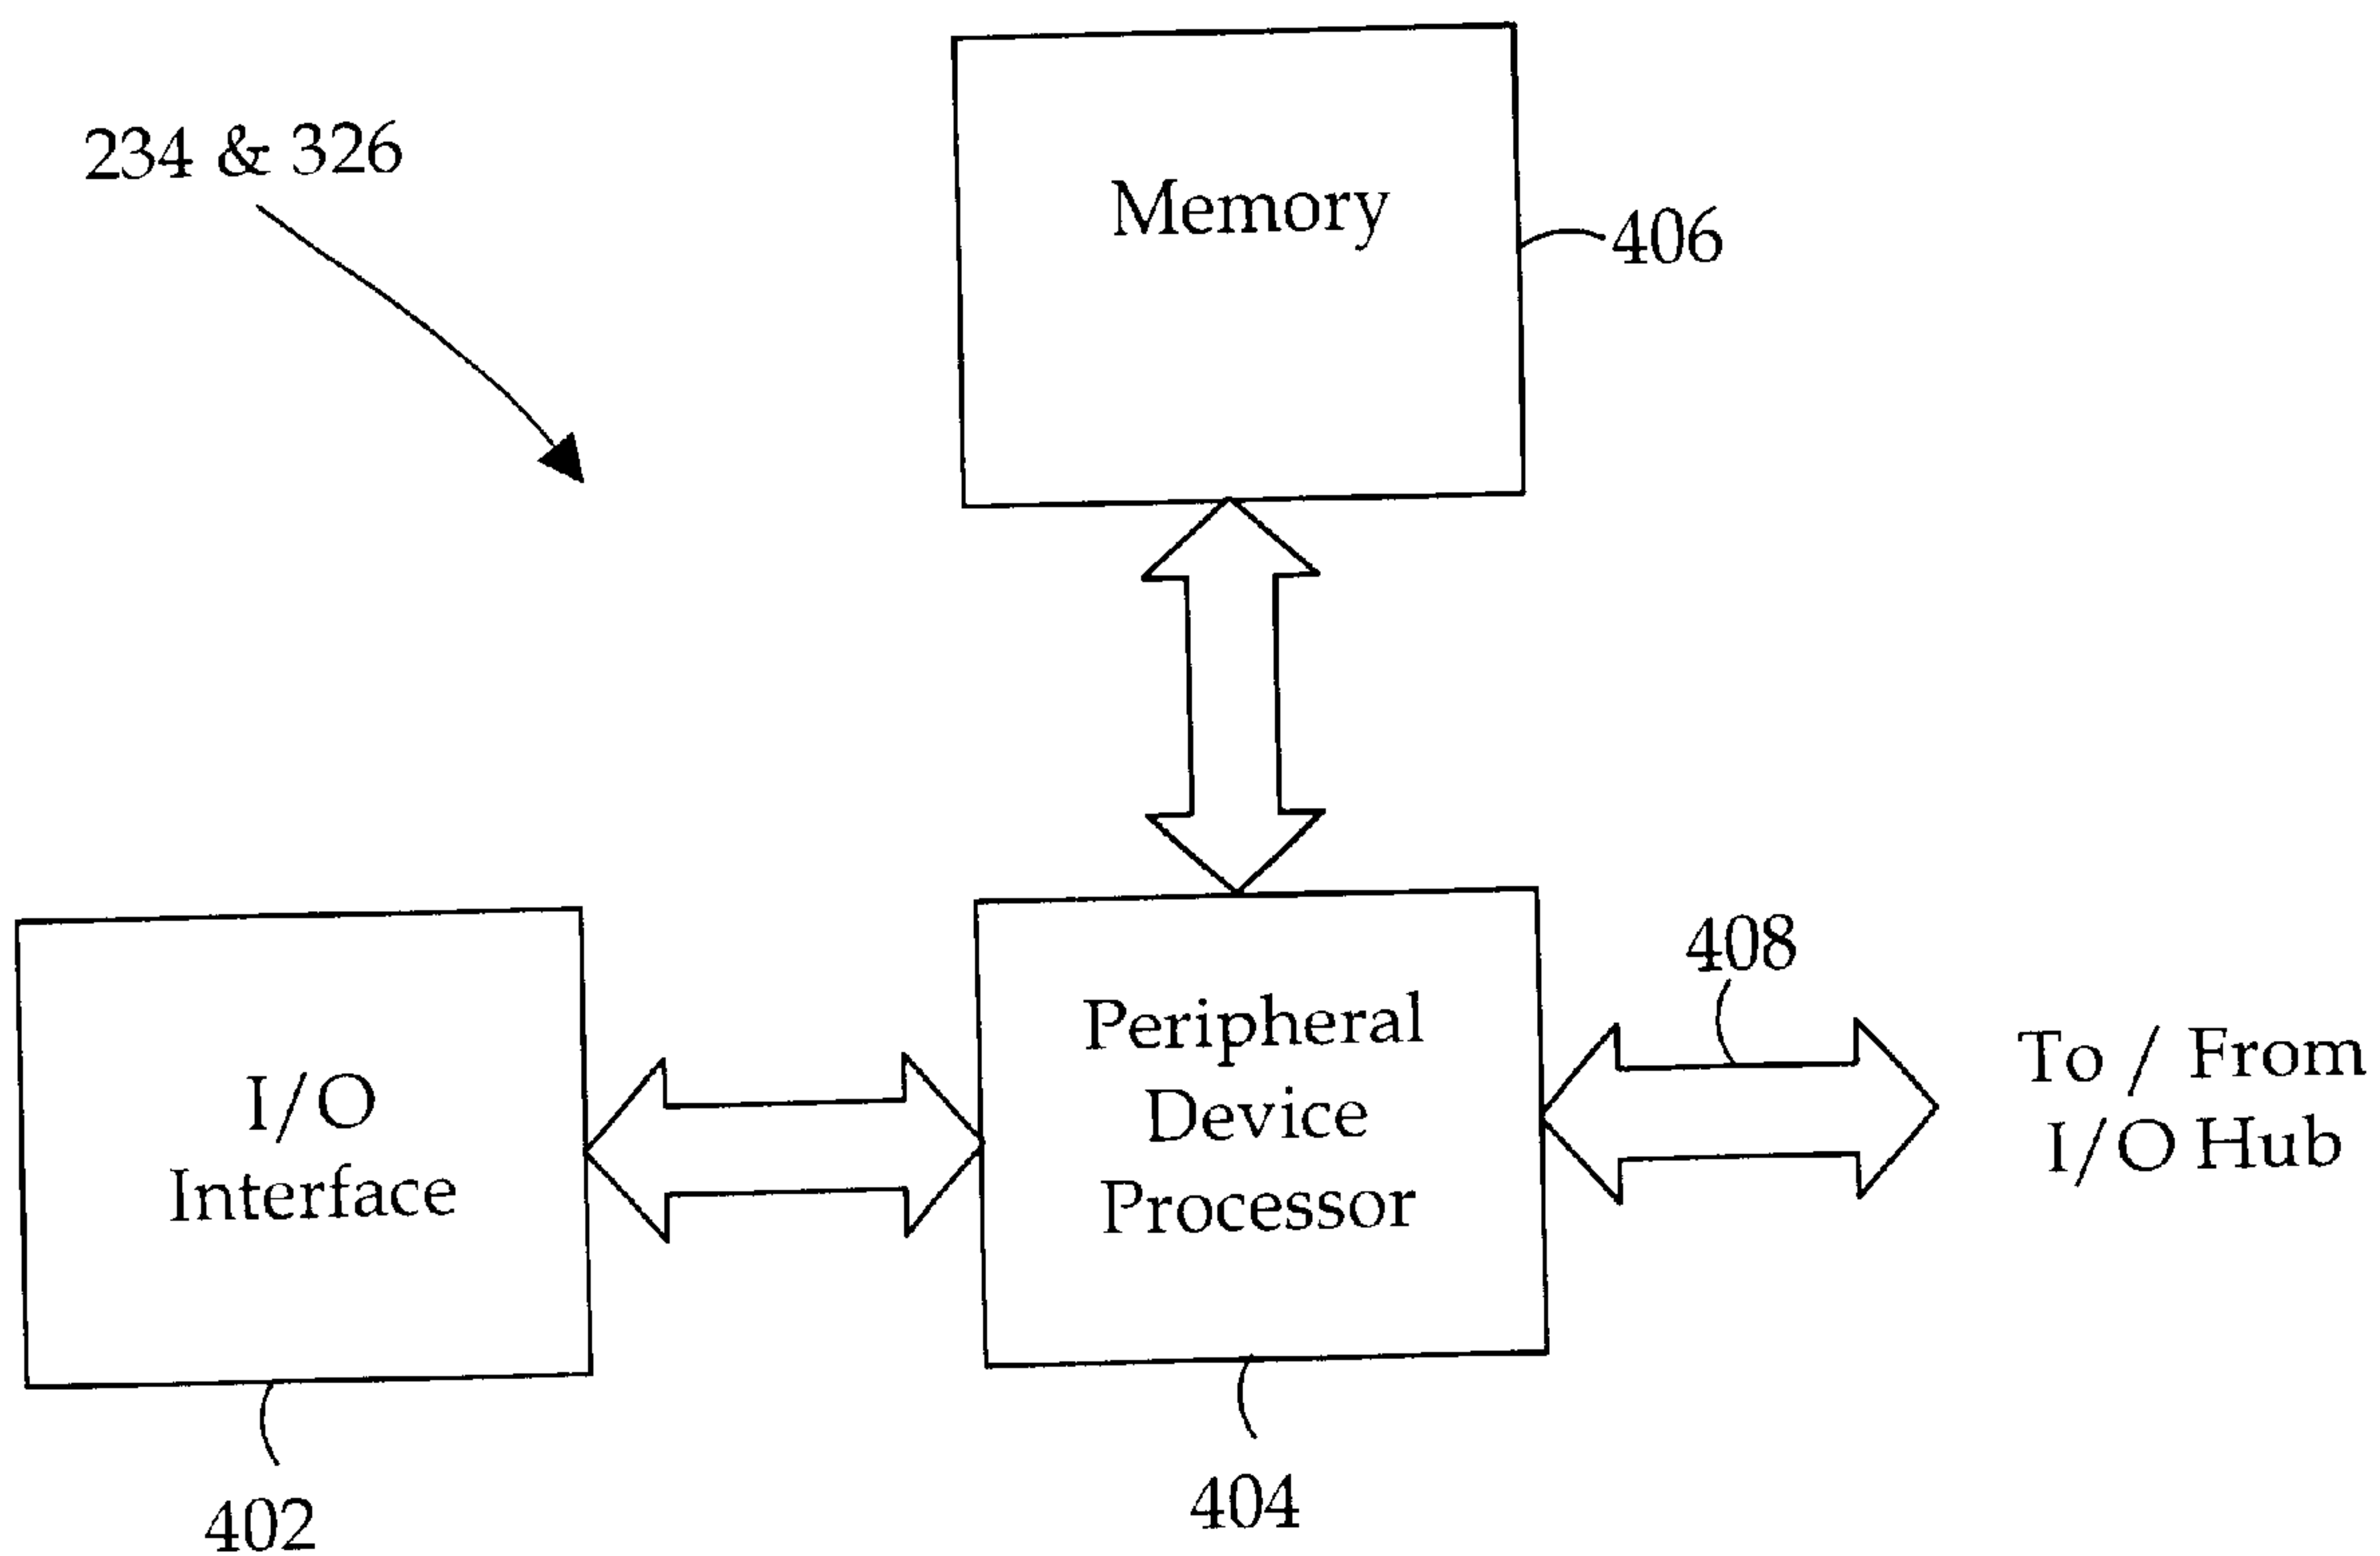 234 & 326
Memory
406
408
Peripheral
Device
Processor
To / From
I/O Hub
I/O
Interface
404
402